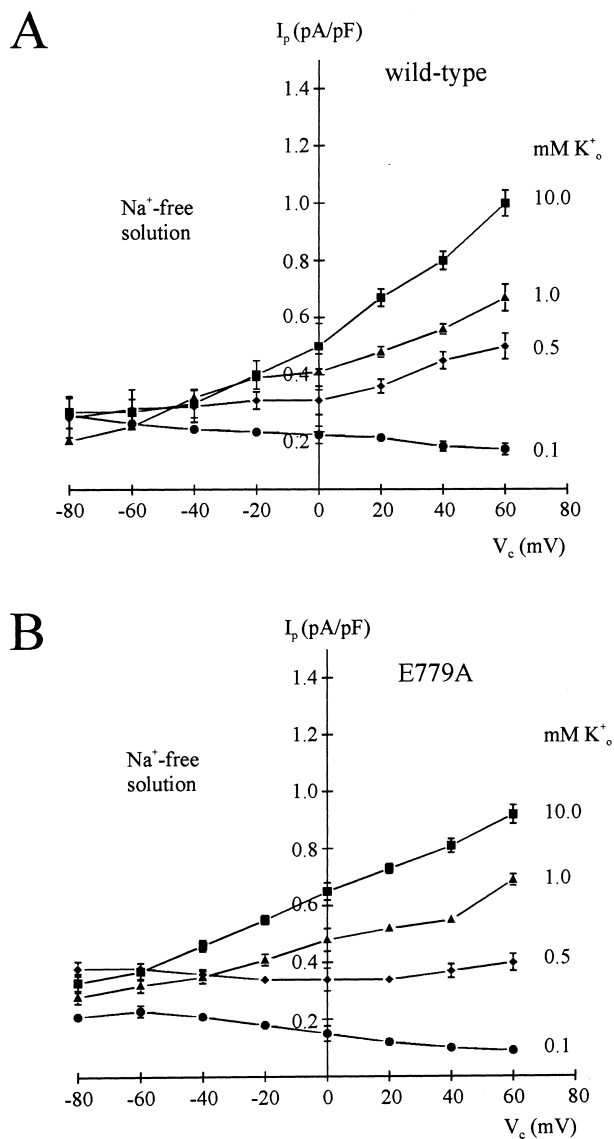 A
Iₚ (pA/pF)
wild-type
1.4
1.2
mM K⁺ₒ
Na⁺-free
solution
1.0
10.0
0.8
0.6
1.0
0.5
0.4
0.2
0.1
-80 -60 -40 -20 0 20 40 60 80
V꜀ (mV)
B
Iₚ (pA/pF)
E779A
1.4
1.2
mM K⁺ₒ
Na⁺-free
solution
1.0
10.0
0.8
1.0
0.6
0.4
0.5
0.2
0.1
-80 -60 -40 -20 0 20 40 60 80
V꜀ (mV)